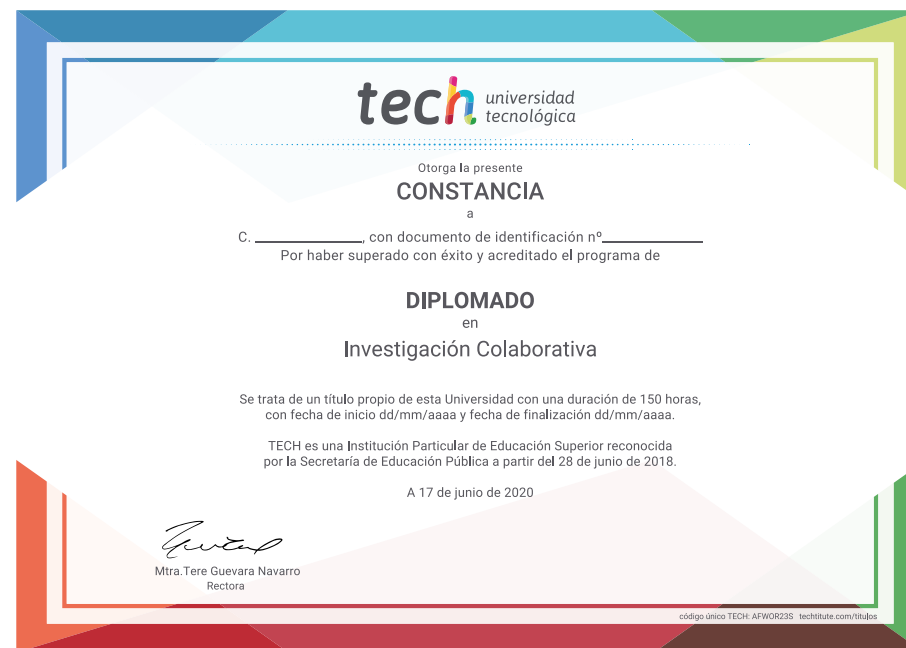 tech universidad
tecnológica
Otorga la presente
CONSTANCIA
a
C. ____________, con documento de identificación nº____________
Por haber superado con éxito y acreditado el programa de
DIPLOMADO
en
Investigación Colaborativa
Se trata de un título propio de esta Universidad con una duración de 150 horas,
con fecha de inicio dd/mm/aaaa y fecha de finalización dd/mm/aaaa.
TECH es una Institución Particular de Educación Superior reconocida
por la Secretaría de Educación Pública a partir del 28 de junio de 2018.
A 17 de junio de 2020
Mtra.Tere Guevara Navarro
Rectora
código único TECH: AFWOR23S techtitute.com/titulos